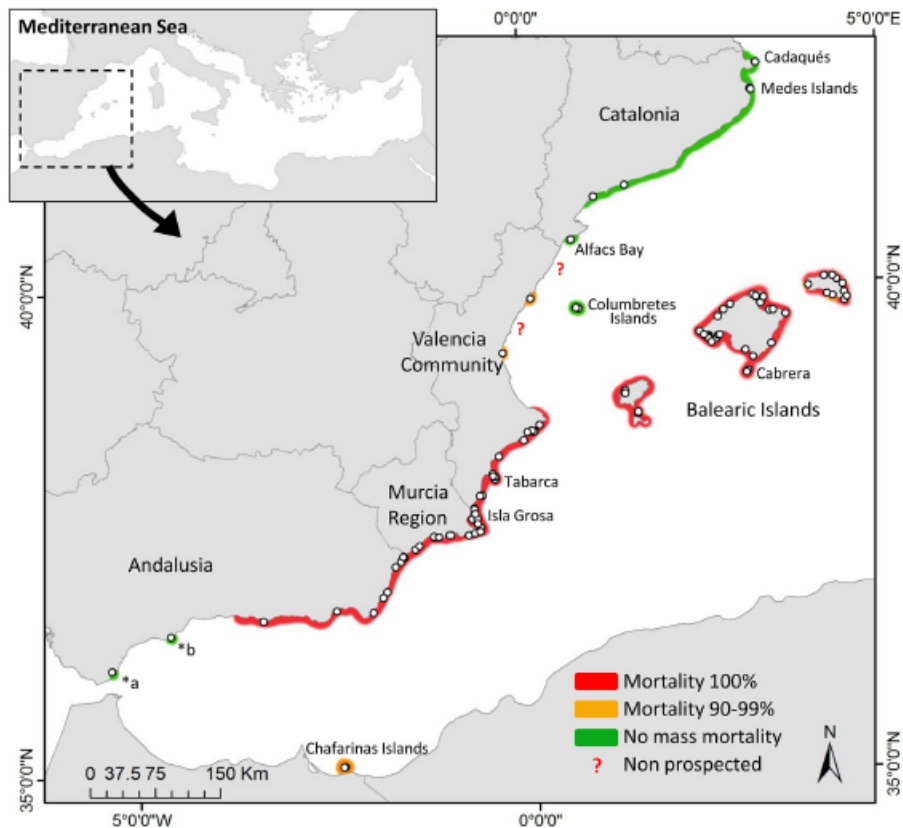 Mediterranean Sea
0°0'0"
5°0'0"E
Cadaqués
Medes Islands
Catalonia
Alfacs Bay
?
40°0'0"N
40°0'0"N
Columbretes
Islands
?
Valencia
Community
Cabrera
Balearic Islands
Tabarca
Murcia
Region
Isla Grosa
Andalusia
*b
*a
Mortality 100%
Mortality 90-99%
No mass mortality
? Non prospected
N
Chafarinas Islands
0 37.5 75 150 Km
35°0'0"N
35°0'0"N
5°0'0"W
0°0'0"